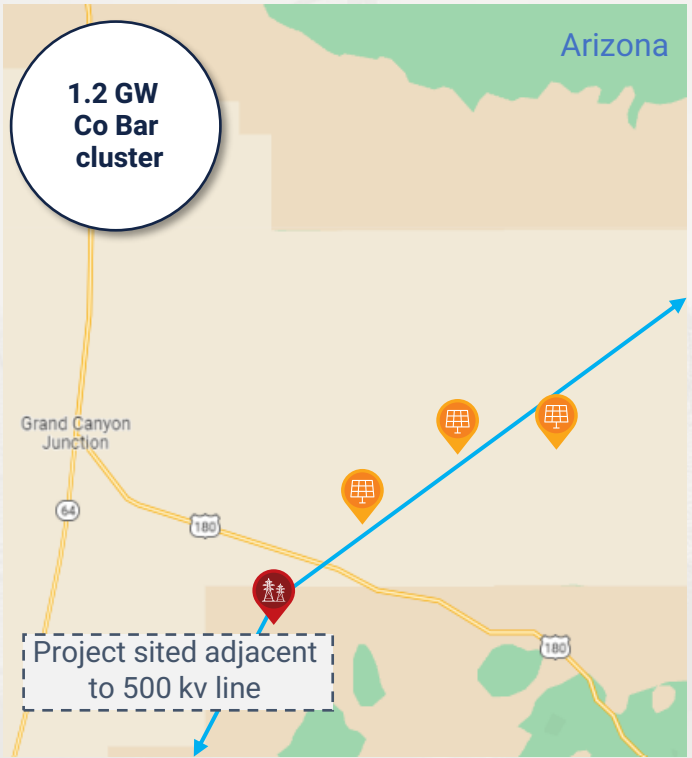 Arizona
1.2 GW
Co Bar
cluster
Grand Canyon
Junction
64
180
180
Project sited adjacent
to 500 kv line